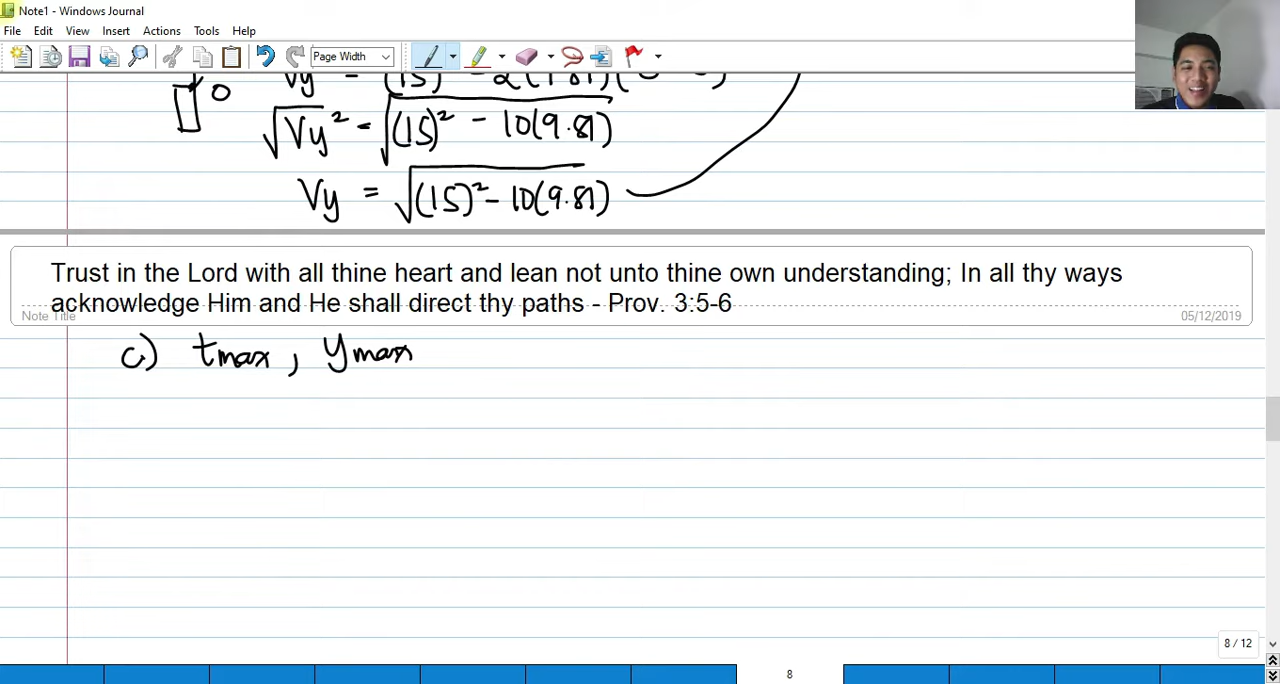 Note1 - Windows Journal
File Edit View Insert Actions Tools Help
Page Width
0
√Vy² = √(15)² - 10(9.81)
Vy = √(15)² - 10(9.81)
Trust in the Lord with all thine heart and lean not unto thine own understanding; In all thy ways
acknowledge Him and He shall direct thy paths - Prov. 3:5-6
Note Title
05/12/2019
c) tmax, ymax
8 / 12
8